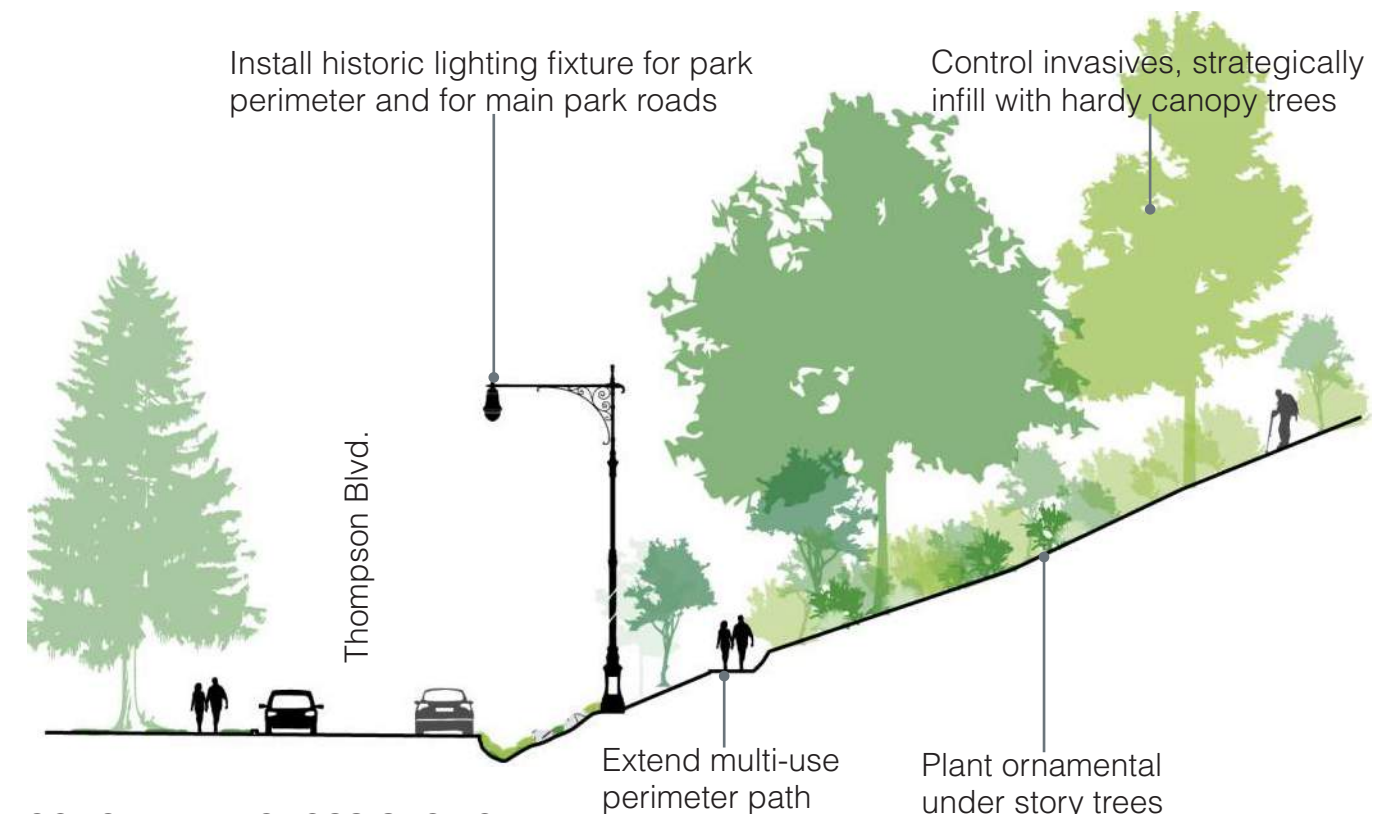 Install historic lighting fixture for park
perimeter and for main park roads
Control invasives, strategically
infill with hardy canopy trees
Thompson Blvd.
Extend multi-use
perimeter path
Plant ornamental
under story trees